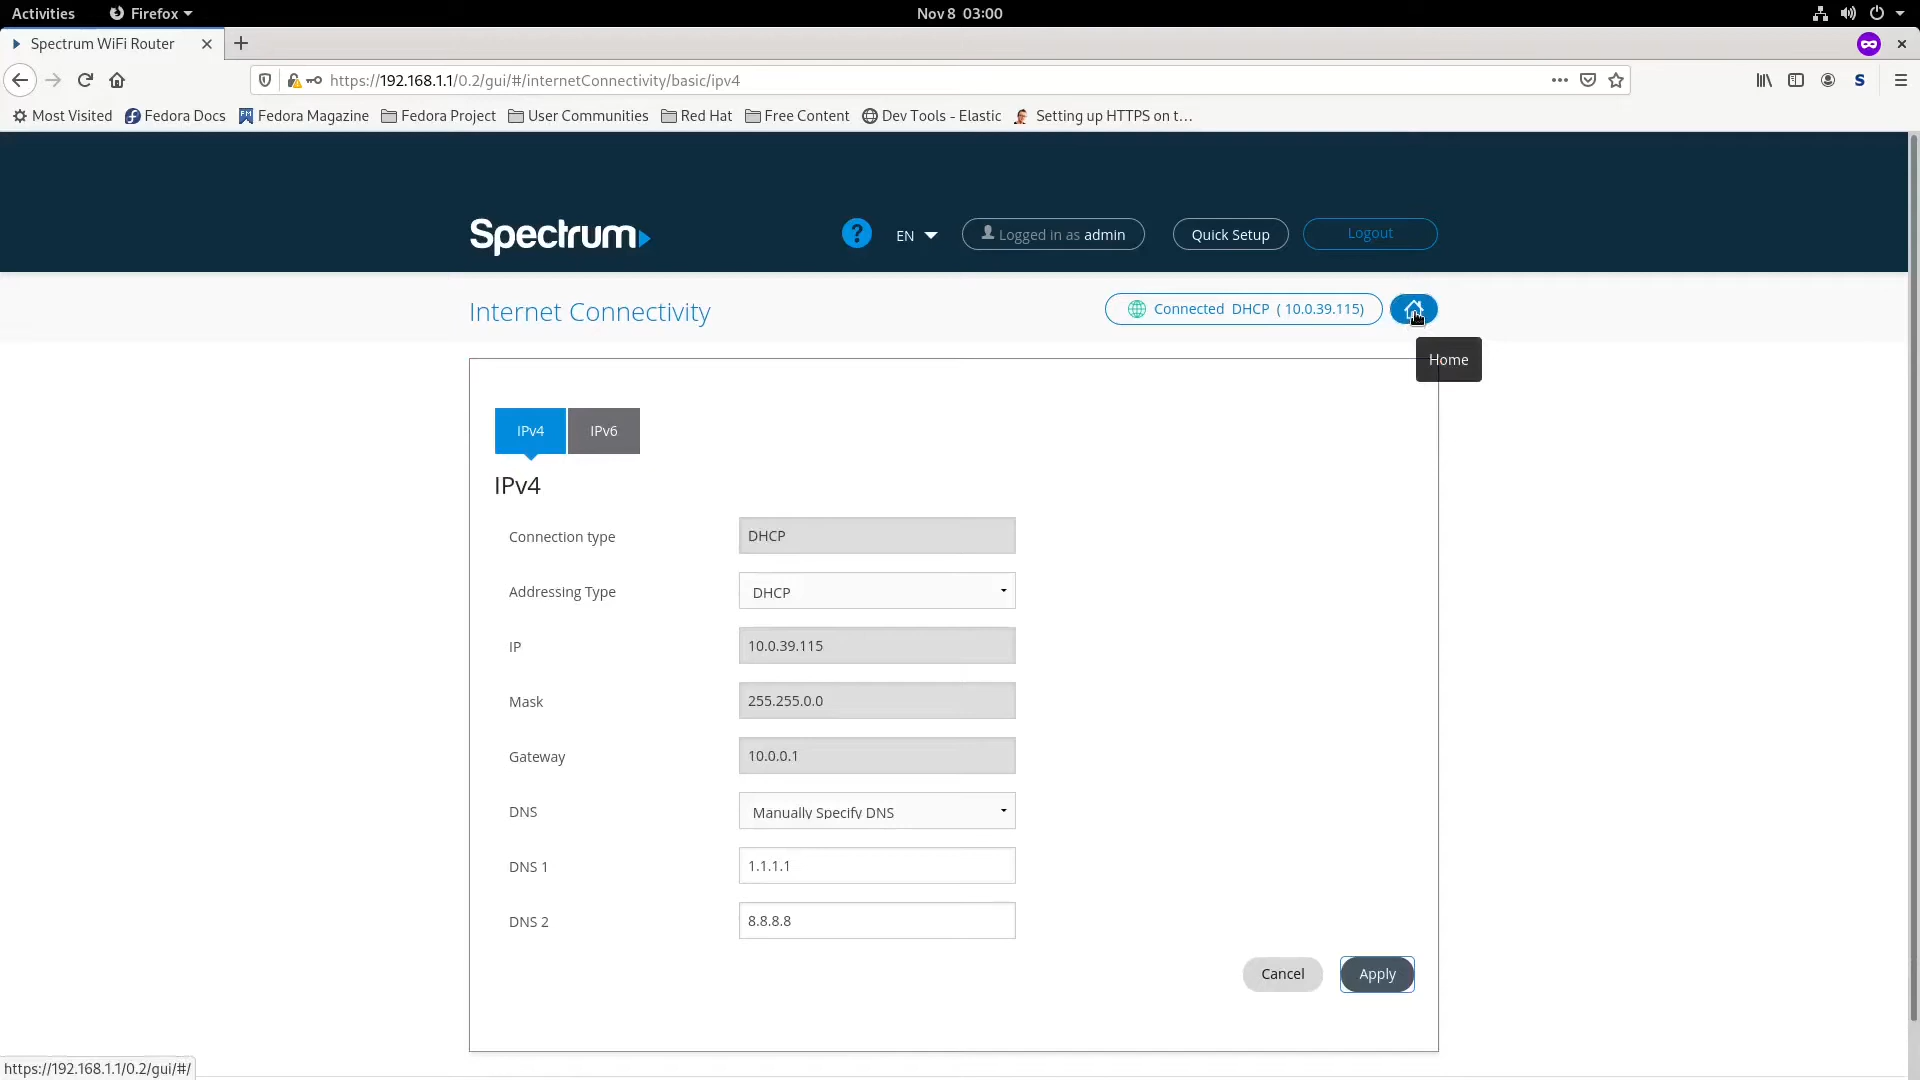 Activities Firefox Nov 8 03:00
Spectrum WiFi Router
https://192.168.1.1/0.2/gui/#/internetConnectivity/basic/ipv4 S
Most Visited Fedora Docs Fedora Magazine Fedora Project User Communities Red Hat Free Content Dev Tools - Elastic Setting up HTTPS on t…
Spectrum ? EN Logged in as admin Quick Setup Logout
Internet Connectivity Connected DHCP ( 10.0.39.115)
Home
IPv4 IPv6
IPv4
Connection type DHCP
Addressing Type DHCP
IP 10.0.39.115
Mask 255.255.0.0
Gateway 10.0.0.1
DNS Manually Specify DNS
DNS 1 1.1.1.1
DNS 2 8.8.8.8
Cancel Apply
https://192.168.1.1/0.2/gui/#/